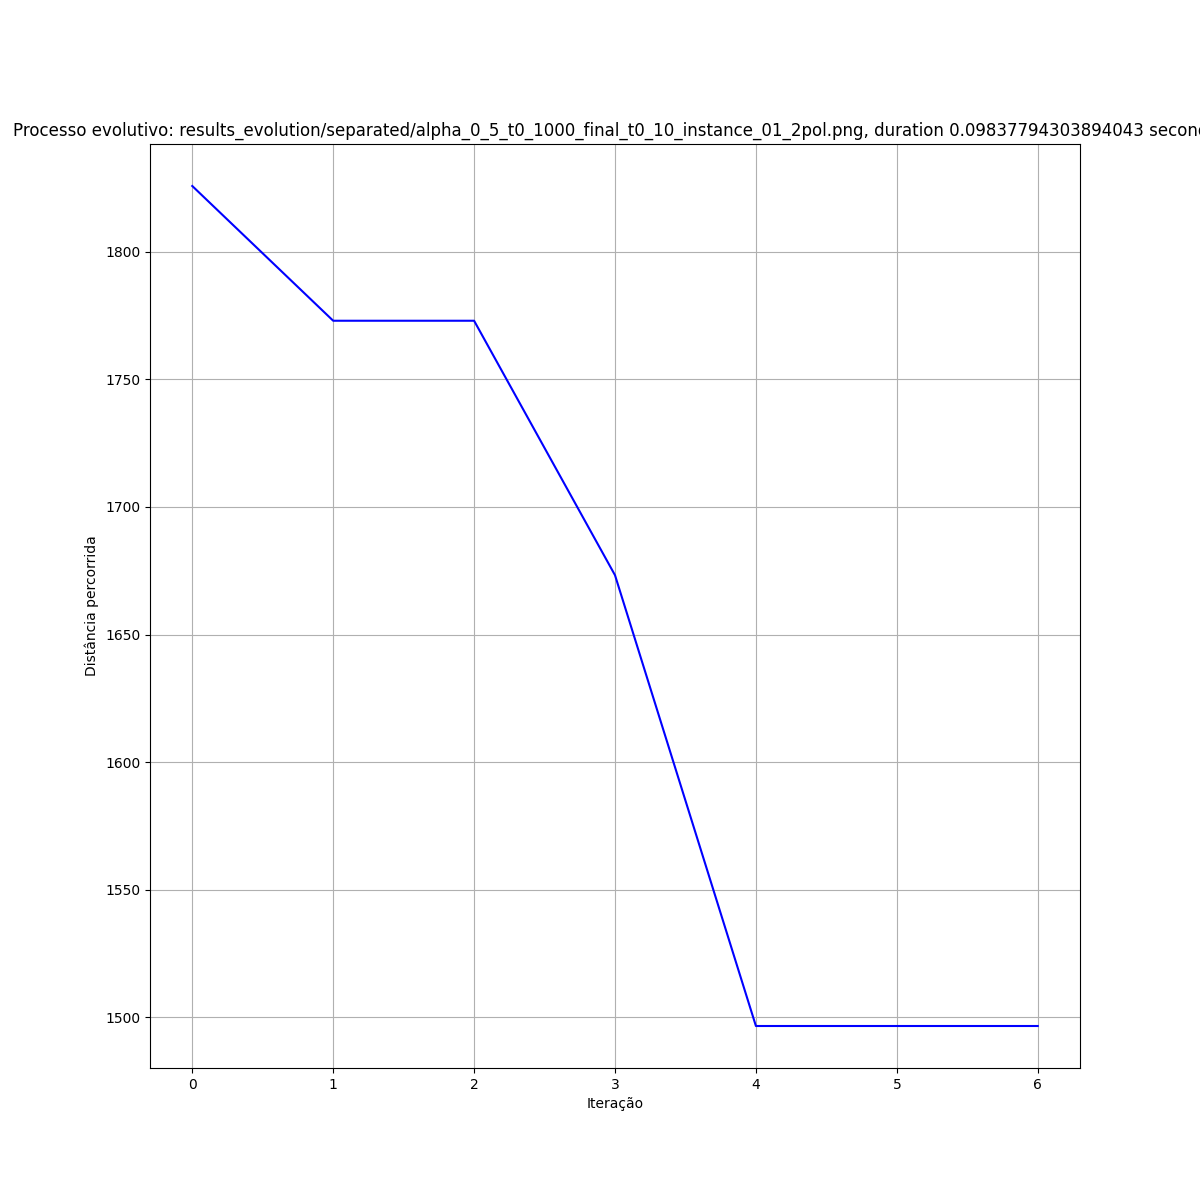 Processo evolutivo: results_evolution/separated/alpha_0_5_t0_1000_final_t0_10_instance_01_2pol.png, duration 0.09837794303894043 secon
1800
1750
1700
1650
1600
1550
1500
Distância percorrida
0 1 2 3 4 5 6
Iteração